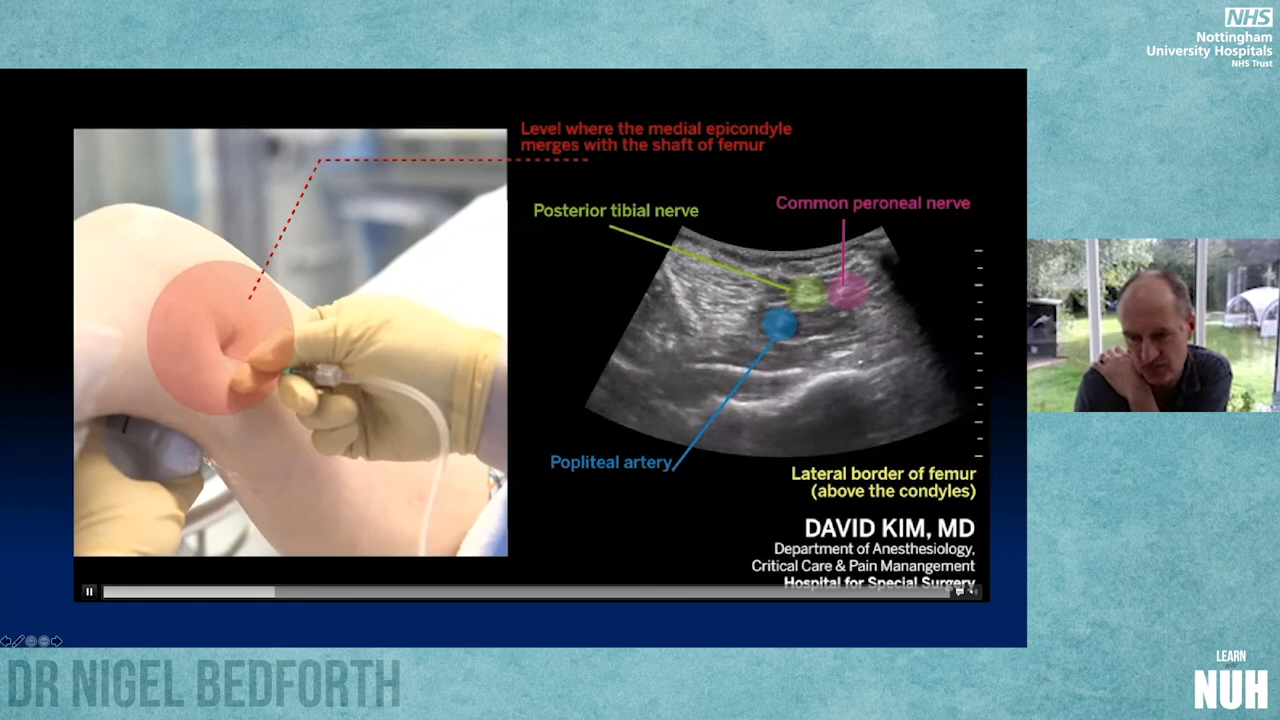 NHS
Nottingham
University Hospitals
NHS Trust
Level where the medial epicondyle
merges with the shaft of femur
Posterior tibial nerve
Common peroneal nerve
Popliteal artery
Lateral border of femur
(above the condyles)
DAVID KIM, MD
Department of Anesthesiology,
Critical Care & Pain Manangement
Hospital for Special Surgery
DR NIGEL BEDFORTH
LEARN
NUH